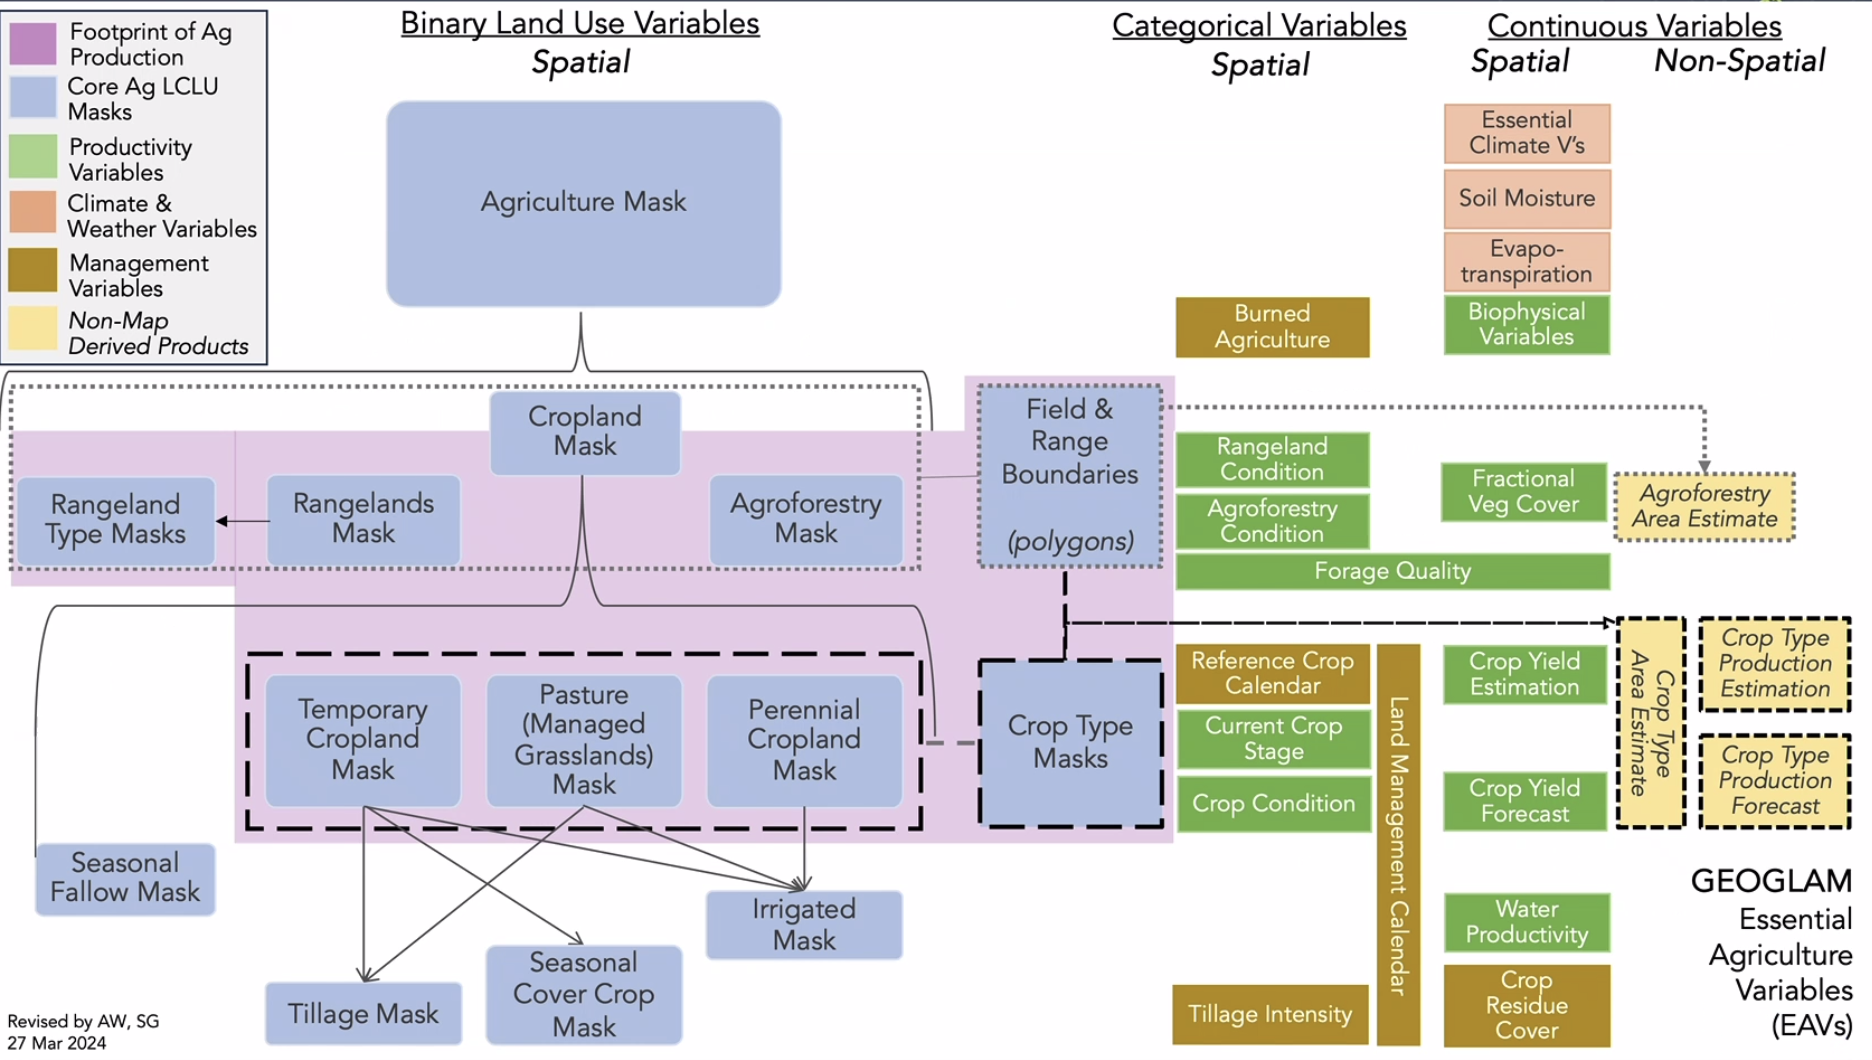 Footprint of Ag
Production
Core Ag LCLU
Masks
Productivity
Variables
Climate &
Weather Variables
Management
Variables
Non-Map
Derived Products
Binary Land Use Variables
Spatial
Categorical Variables
Spatial
Continuous Variables
Spatial
Non-Spatial
Agriculture Mask
Essential
Climate V's
Soil Moisture
Evapo-
transpiration
Burned
Agriculture
Biophysical
Variables
Cropland
Mask
Field &
Range
Boundaries
(polygons)
Rangeland
Type Masks
Rangelands
Mask
Agroforestry
Mask
Rangeland
Condition
Agroforestry
Condition
Fractional
Veg Cover
Agroforestry
Area Estimate
Forage Quality
Temporary
Cropland
Mask
Pasture
(Managed
Grasslands)
Mask
Perennial
Cropland
Mask
Crop Type
Masks
Reference Crop
Calendar
Current Crop
Stage
Crop Condition
Land Management Calendar
Crop Yield
Estimation
Crop Yield
Forecast
Crop Type
Area Estimate
Crop Type
Production
Estimation
Crop Type
Production
Forecast
Seasonal
Fallow Mask
Irrigated
Mask
Tillage Mask
Seasonal
Cover Crop
Mask
Tillage Intensity
Water
Productivity
Crop
Residue
Cover
GEOGLAM
Essential
Agriculture
Variables
(EAVs)
Revised by AW, SG
27 Mar 2024